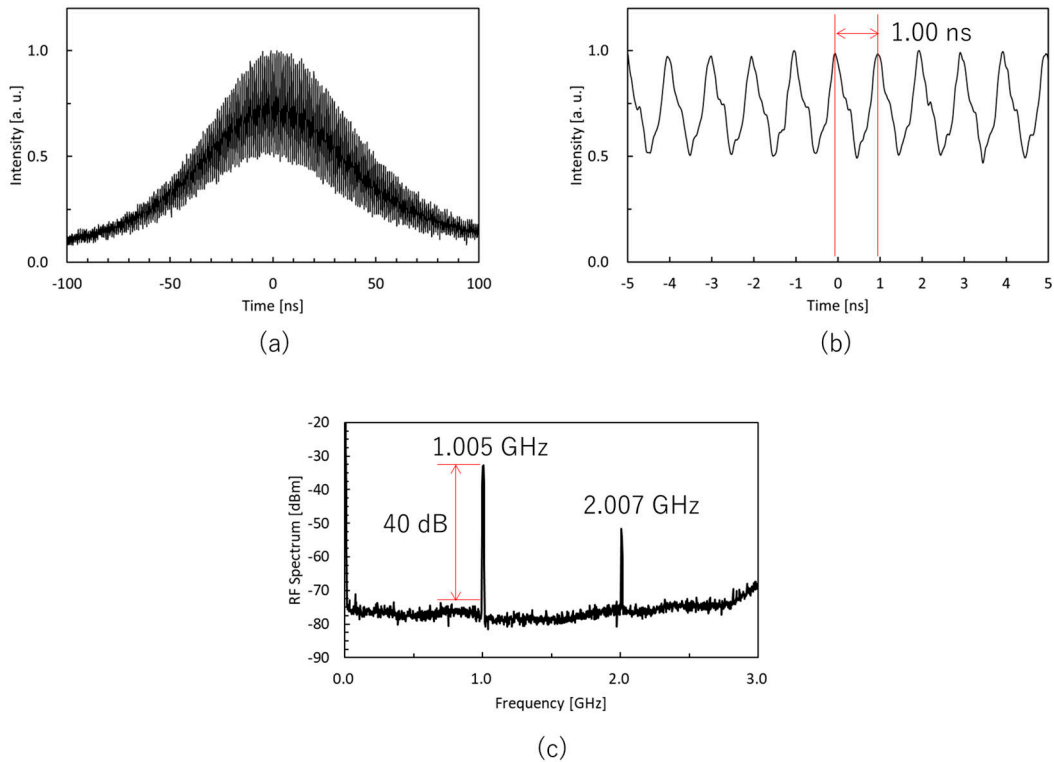 1.0
0.5
0.0
Intensity [a. u.]
-100 -50 0 50 100
Time [ns]
(a)
1.00 ns
1.0
0.5
0.0
Intensity [a. u.]
-5 -4 -3 -2 -1 0 1 2 3 4 5
Time [ns]
(b)
-20
-30
-40
-50
-60
-70
-80
-90
RF Spectrum [dBm]
1.005 GHz
40 dB
2.007 GHz
0.0 1.0 2.0 3.0
Frequency [GHz]
(c)